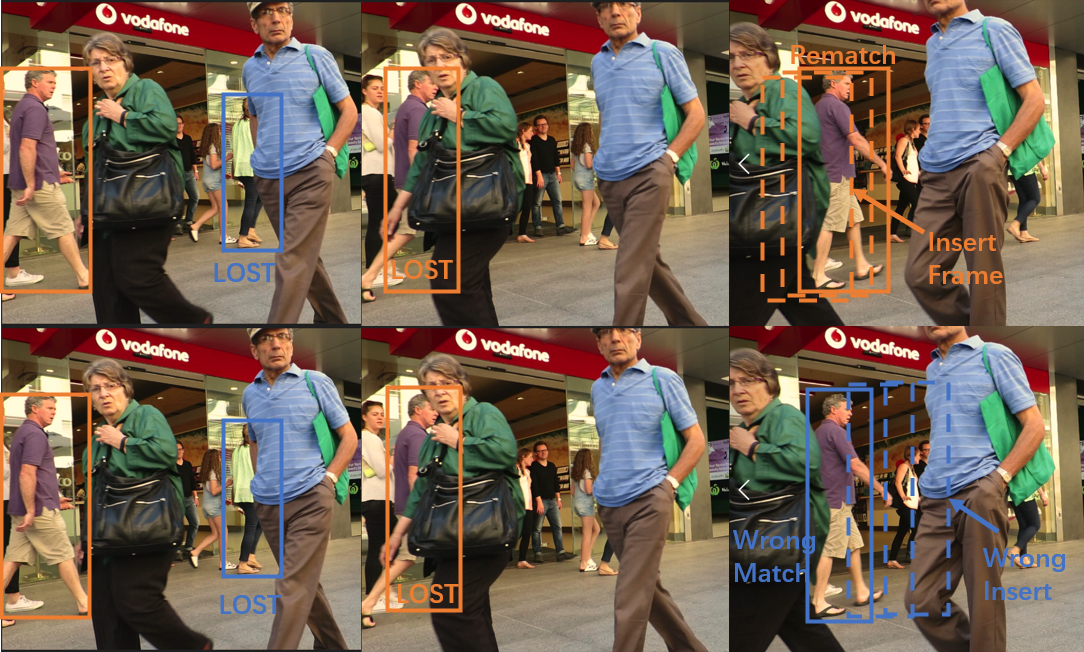 vodafone
vodafone
vodafone
Rematch
LOST
LOST
Insert
Frame
vodafone
vodafone
vodafone
LOST
LOST
Wrong
Match
Wrong
Insert